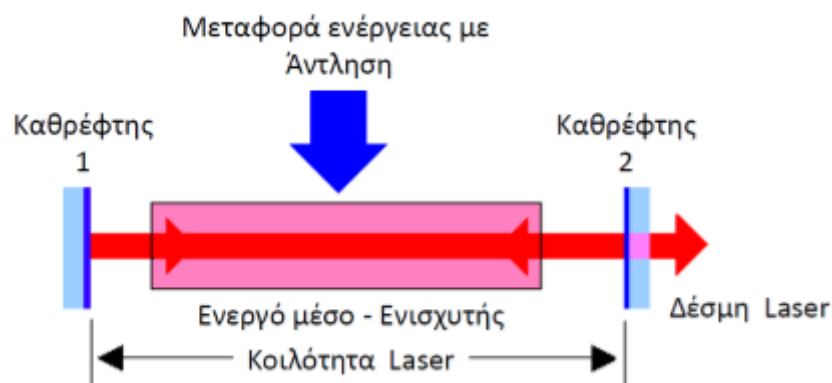 Μεταφορά ενέργειας με
Άντληση
Καθρέφτης
1
Καθρέφτης
2
Ενεργό μέσο - Ενισχυτής
Δέσμη Laser
Κοιλότητα Laser